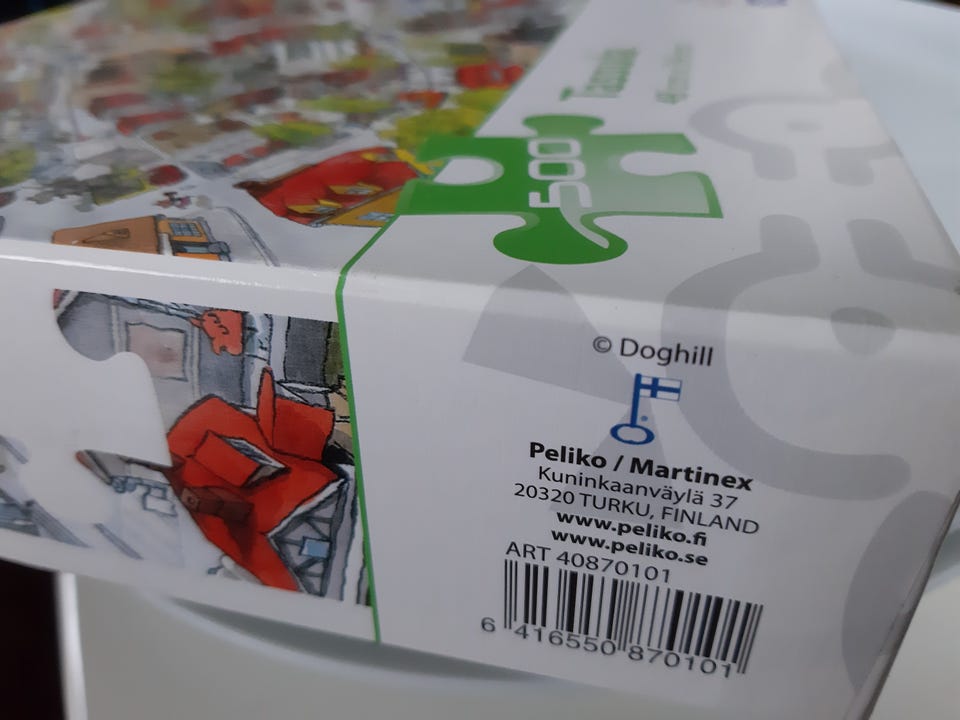 500
© Doghill
Peliko / Martinex
Kuninkaanväylä 37
20320 TURKU, FINLAND
www.peliko.fi
www.peliko.se
ART 40870101
6 416550 870101